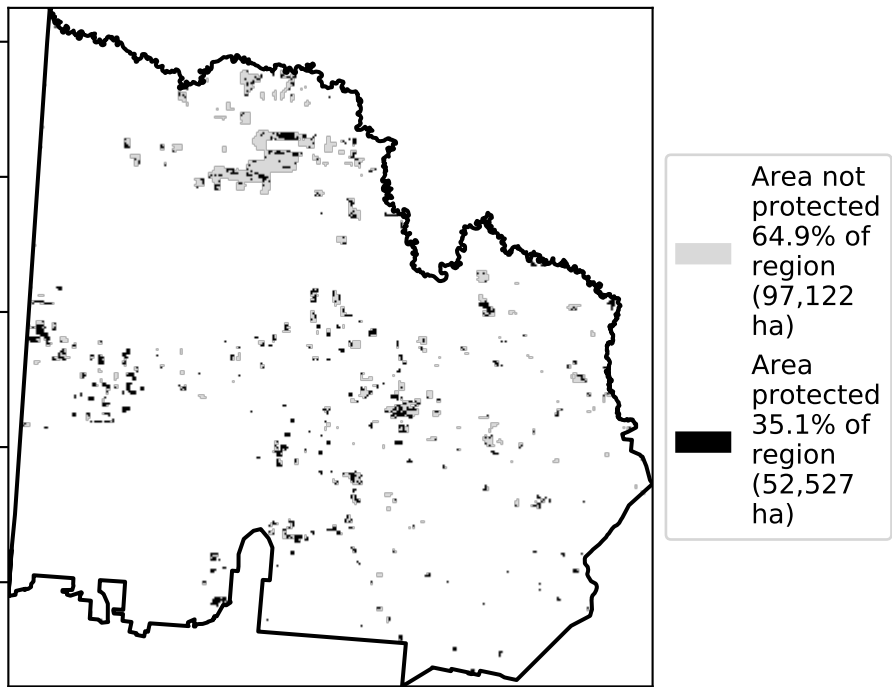 Area not
protected
64.9% of
region
(97,122
ha)
Area
protected
35.1% of
region
(52,527
ha)